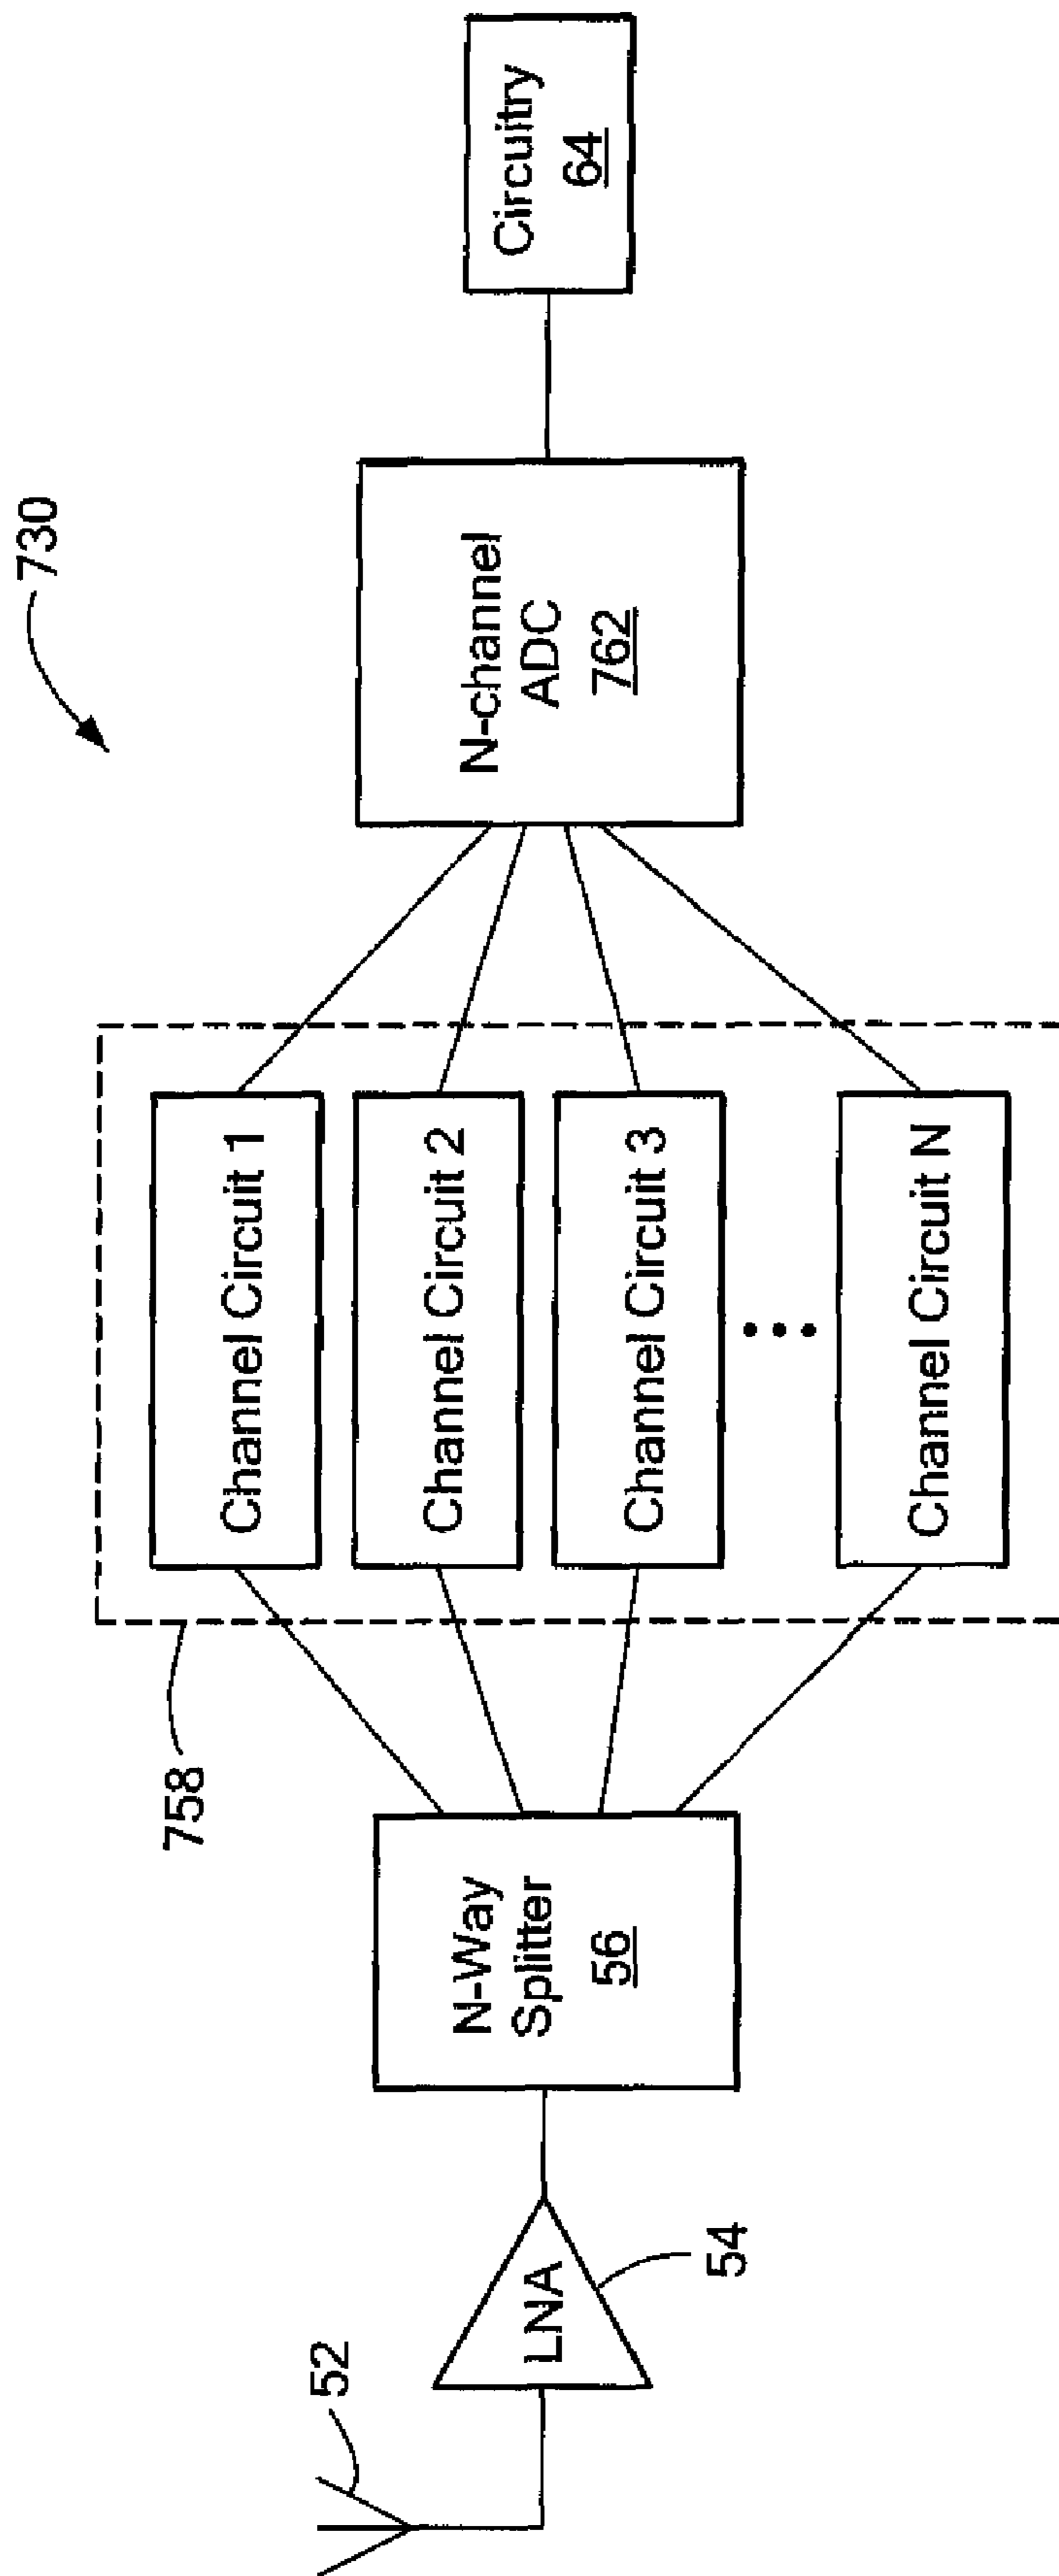 730
52
LNA
54
N-Way
Splitter
56
758
Channel Circuit 1
Channel Circuit 2
Channel Circuit 3
Channel Circuit N
N-channel
ADC
762
Circuitry
64